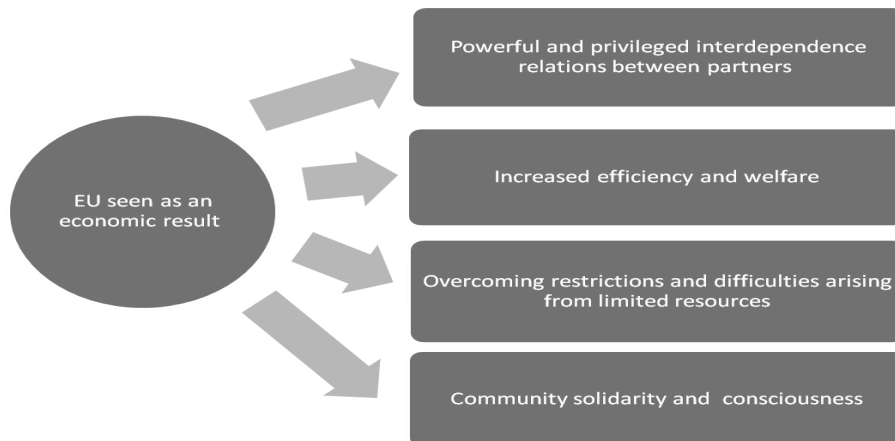 EU seen as an
economic result
Powerful and privileged interdependence
relations between partners
Increased efficiency and welfare
Overcoming restrictions and difficulties arising
from limited resources
Community solidarity and consciousness